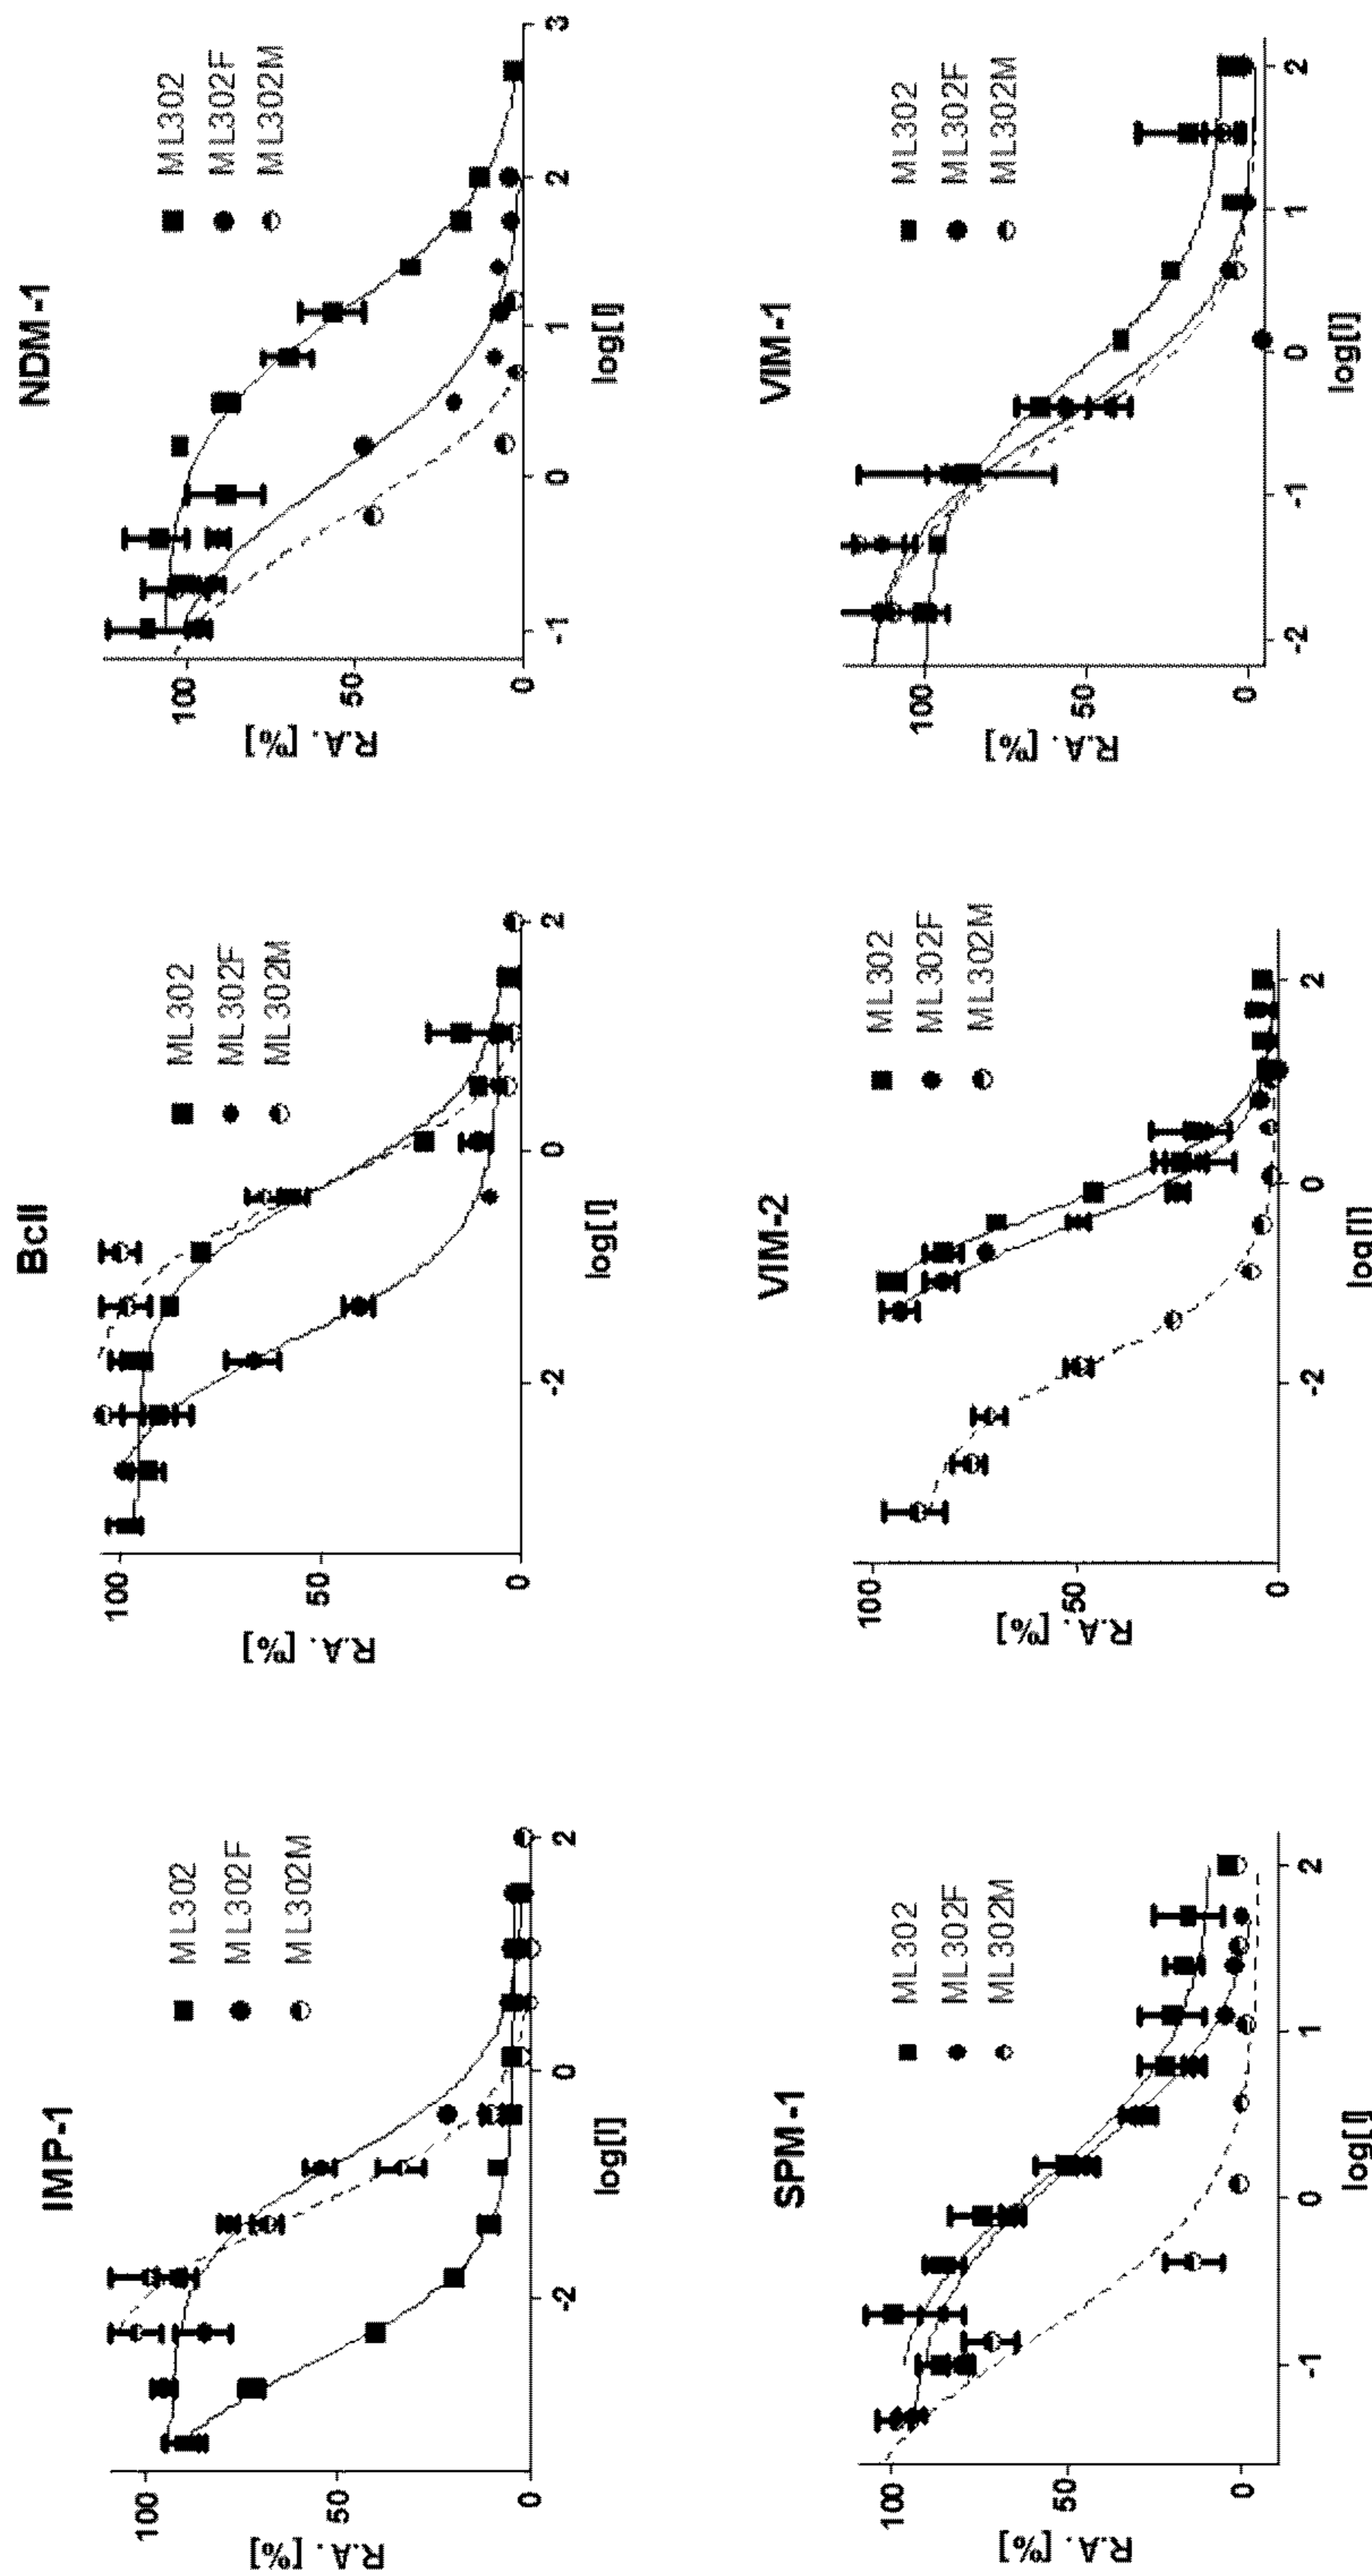 IMP-1
R.A. [%]
100
50
0
ML302
ML302F
ML302M
-2 0 2
log[I]
BcII
R.A. [%]
100
50
0
ML302
ML302F
ML302M
-2 0 2
log[I]
NDM-1
R.A. [%]
100
50
0
ML302
ML302F
ML302M
-1 0 1 2 3
log[I]
SPM-1
R.A. [%]
100
50
0
ML302
ML302F
ML302M
-1 0 1 2
log[I]
VIM-2
R.A. [%]
100
50
0
ML302
ML302F
ML302M
-2 0 2
log[I]
VIM-1
R.A. [%]
100
50
0
ML302
ML302F
ML302M
-2 -1 0 1 2
log[I]